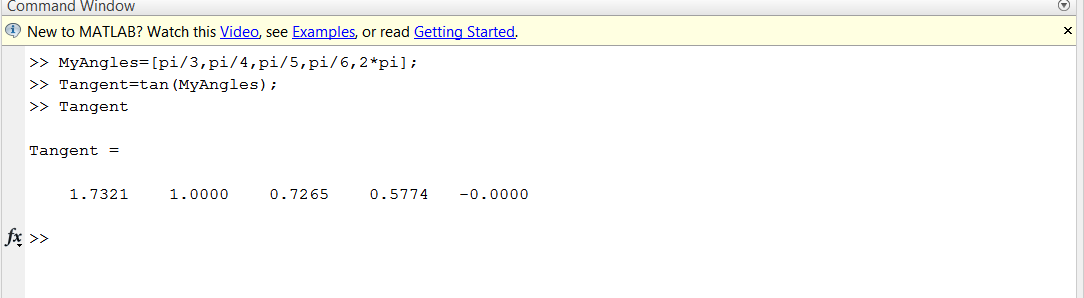 Command Window
New to MATLAB? Watch this Video, see Examples, or read Getting Started.
>> MyAngles=[pi/3,pi/4,pi/5,pi/6,2*pi];
>> Tangent=tan(MyAngles);
>> Tangent
Tangent =
1.7321 1.0000 0.7265 0.5774 -0.0000
fx >>